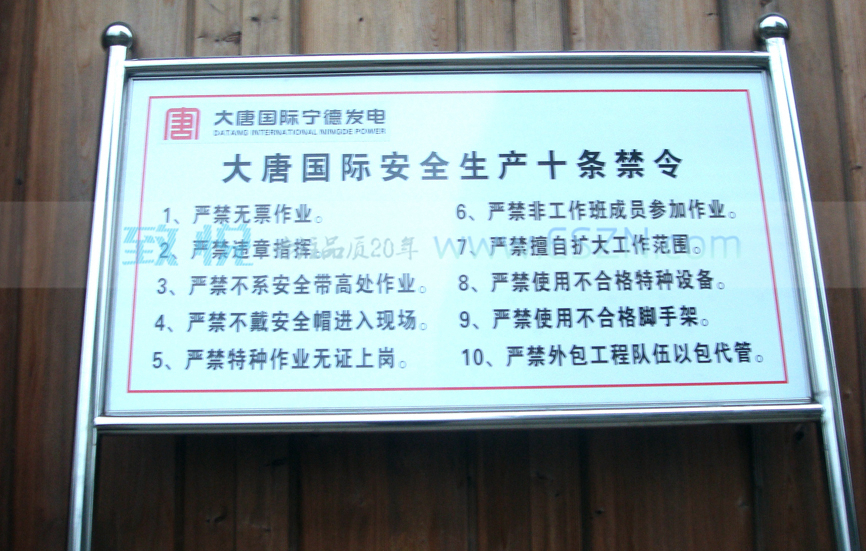 大唐国际宁德发电
DATANG INTERNATIONAL NINGDE POWER
大唐国际安全生产十条禁令
1、严禁无票作业。
2、严禁违章指挥。
3、严禁不系安全带高处作业。
4、严禁不戴安全帽进入现场。
5、严禁特种作业无证上岗。
6、严禁非工作班成员参加作业。
7、严禁擅自扩大工作范围。
8、严禁使用不合格特种设备。
9、严禁使用不合格脚手架。
10、严禁外包工程队伍以包代管。
致悦
品质20年